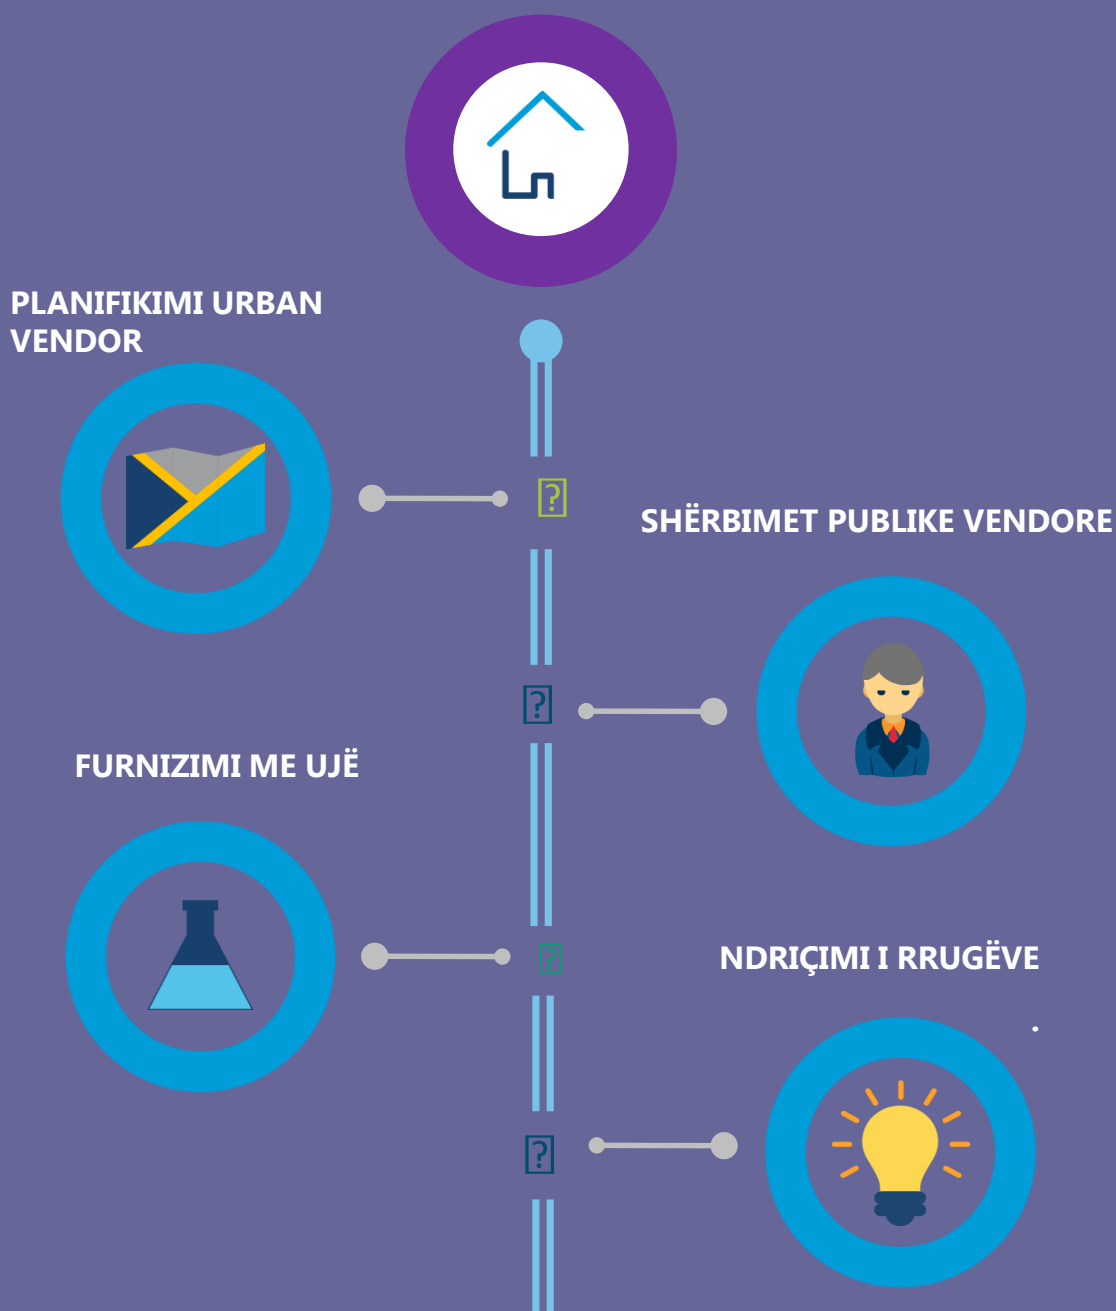 PLANIFIKIMI URBAN
VENDOR
SHËRBIMET PUBLIKE VENDORE
FURNIZIMI ME UJË
NDRIÇIMI I RRUGËVE
.